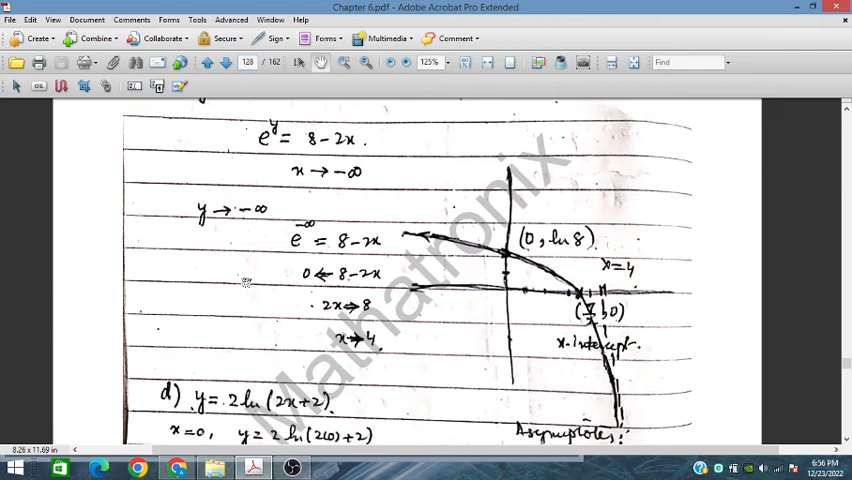 Chapter 6.pdf - Adobe Acrobat Pro Extended
File Edit View Document Comments Forms Tools Advanced Window Help
Create Combine Collaborate Secure Sign Forms Multimedia Comment
128 / 162 125% Find
e^y = 8 - 2x.
x → -∞
y → -∞
e^-∞ = 8 - 2x
0 ← 8 - 2x
2x → 8
x → 4
(0, ln 8)
x = 4
x-intercept.
Asymptotes:
d) y = 2 ln (2x+2)
x = 0, y = 2 ln (2(0) + 2)
Mathatronix
8.26 x 11.69 in
6:56 PM
12/23/2022